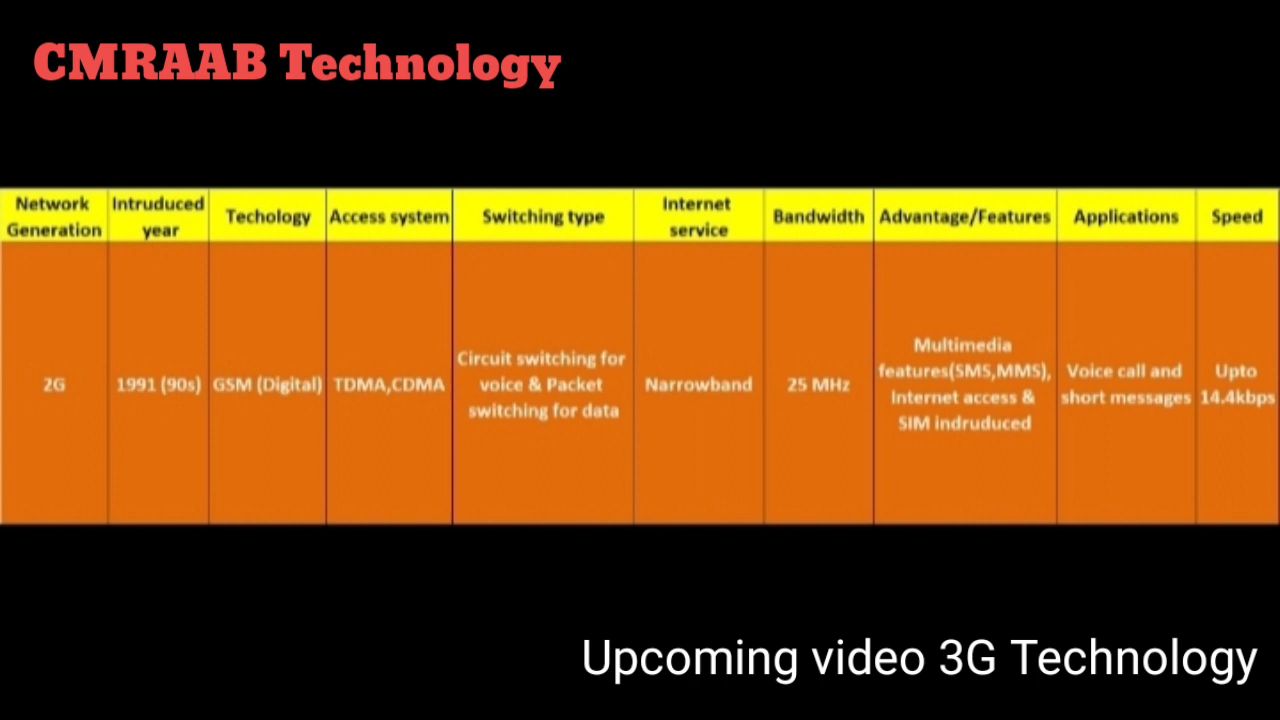 CMRAAB Technology
Network
Generation
Intruduced
year
Techology
Access system
Switching type
Internet
service
Bandwidth
Advantage/Features
Applications
Speed
2G
1991 (90s)
GSM (Digital)
TDMA,CDMA
Circuit switching for
voice & Packet
switching for data
Narrowband
25 MHz
Multimedia
features(SMS,MMS),
Internet access &
SIM indruduced
Voice call and
short messages
Upto
14.4kbps
Upcoming video 3G Technology